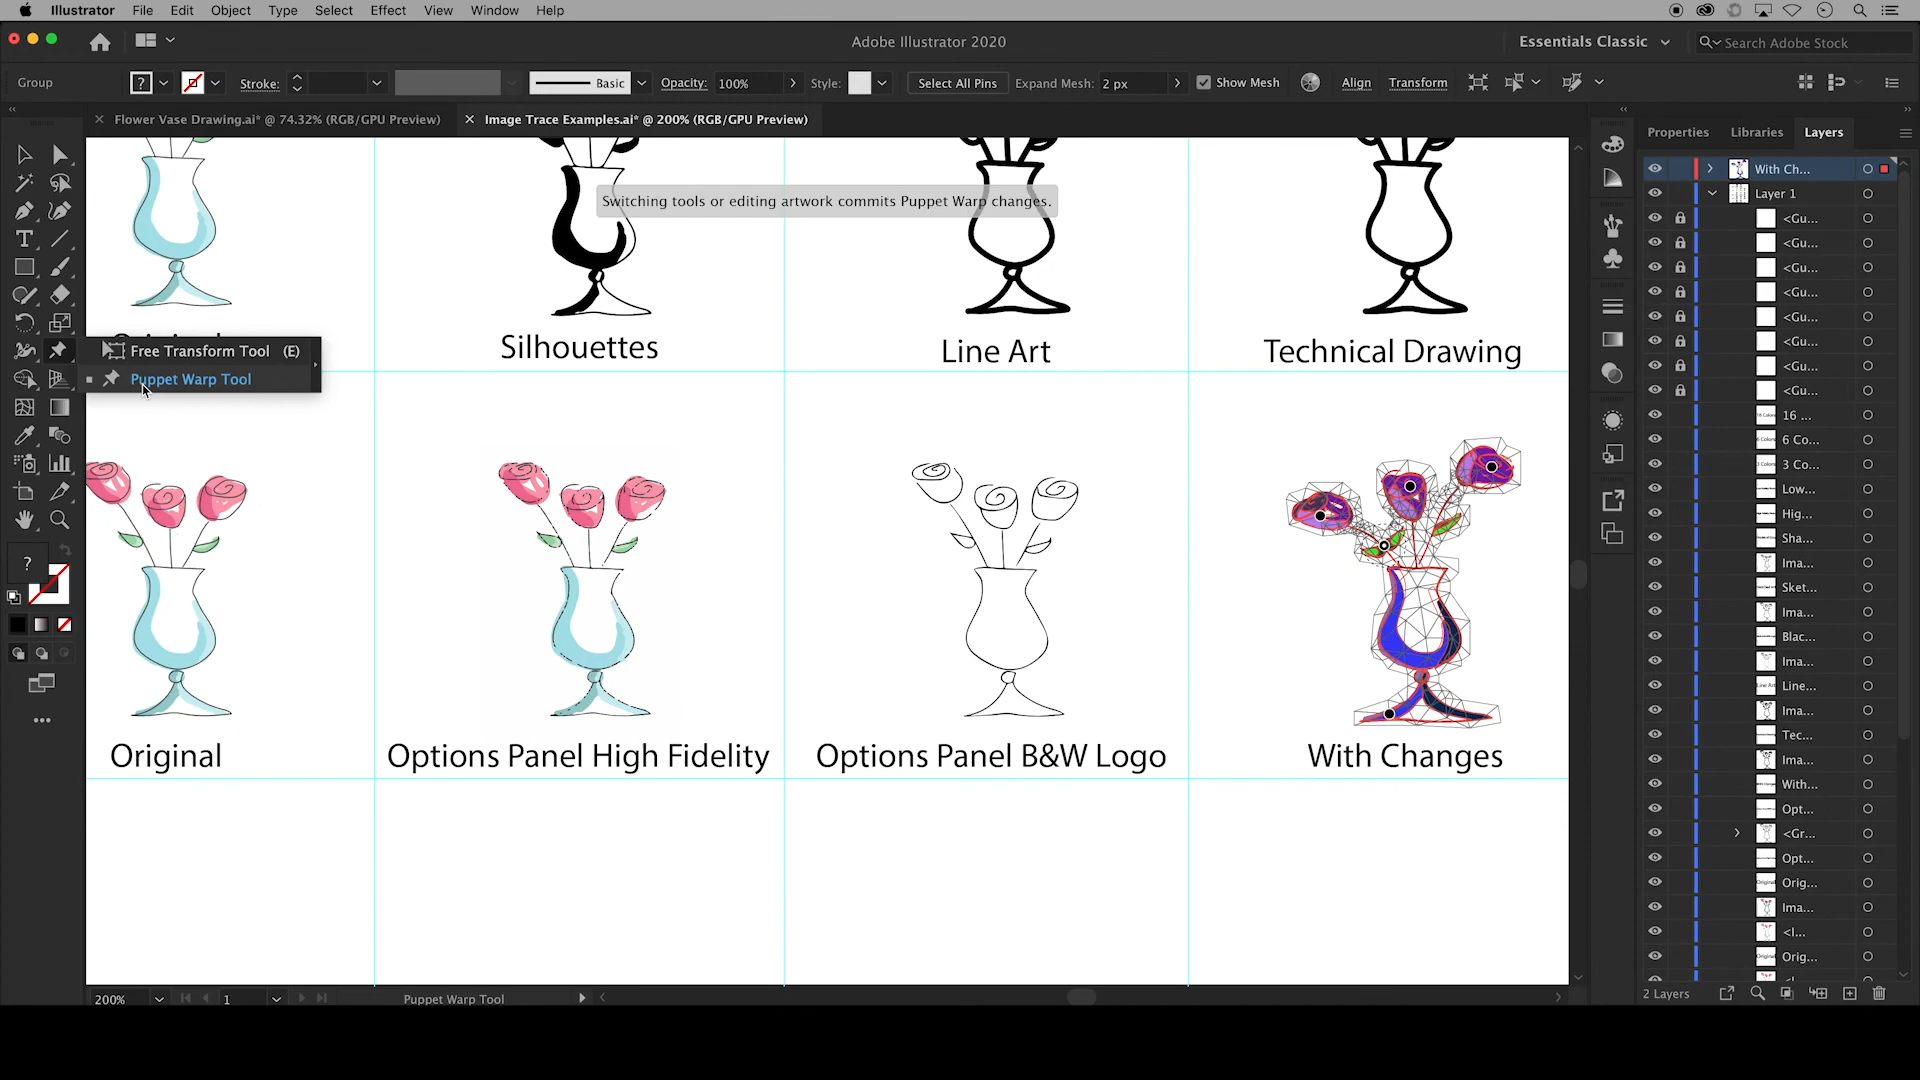 Illustrator File Edit Object Type Select Effect View Window Help
Adobe Illustrator 2020
Essentials Classic
Search Adobe Stock
Group
?
Stroke:
Basic
Opacity: 100%
Style:
Select All Pins
Expand Mesh: 2 px
Show Mesh
Align
Transform
Flower Vase Drawing.ai* @ 74.32% (RGB/GPU Preview)
Image Trace Examples.ai* @ 200% (RGB/GPU Preview)
Properties Libraries Layers
Switching tools or editing artwork commits Puppet Warp changes.
Free Transform Tool (E)
Puppet Warp Tool
Silhouettes
Line Art
Technical Drawing
Original
Options Panel High Fidelity
Options Panel B&W Logo
With Changes
?
With Ch...
Layer 1
<Gu...
<Gu...
<Gu...
<Gu...
<Gu...
<Gu...
<Gu...
<Gu...
16 ...
6 Co...
3 Co...
Low...
Hig...
Sha...
Ima...
Sket...
Ima...
Blac...
Ima...
Line...
Ima...
Tec...
Ima...
With...
Opt...
<Gr...
Opt...
Orig...
Ima...
<I...
Orig...
200%
1
Puppet Warp Tool
2 Layers